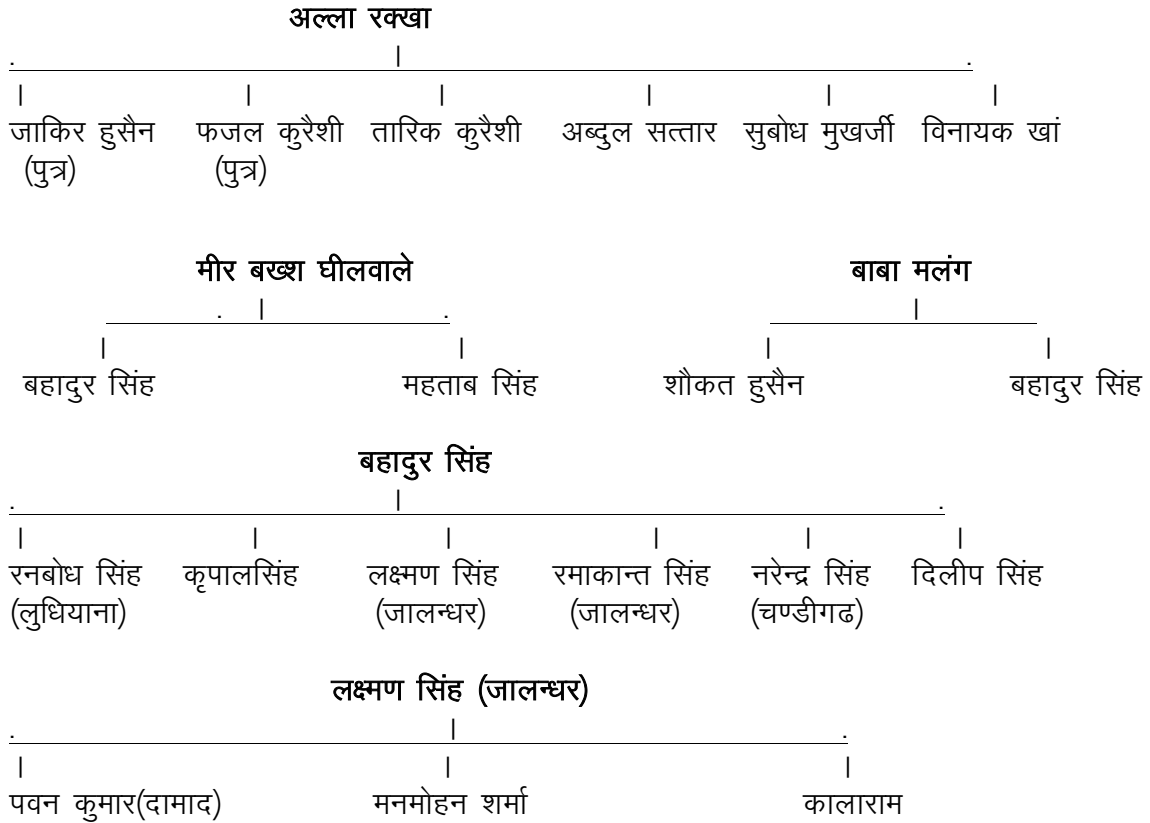 अल्ला रक्खा
जाकिर हुसैन फजल कुरैशी तारिक कुरैशी अब्दुल सत्तार सुबोध मुखर्जी विनायक खां
(पुत्र) (पुत्र)
मीर बख्श घीलवाले बाबा मलंग
बहादुर सिंह महताब सिंह शौकत हुसैन बहादुर सिंह
बहादुर सिंह
रनबोध सिंह कृपालसिंह लक्ष्मण सिंह रमाकान्त सिंह नरेन्द्र सिंह दिलीप सिंह
(लुधियाना) (जालन्धर) (जालन्धर) (चण्डीगढ)
लक्ष्मण सिंह (जालन्धर)
पवन कुमार(दामाद) मनमोहन शर्मा कालाराम